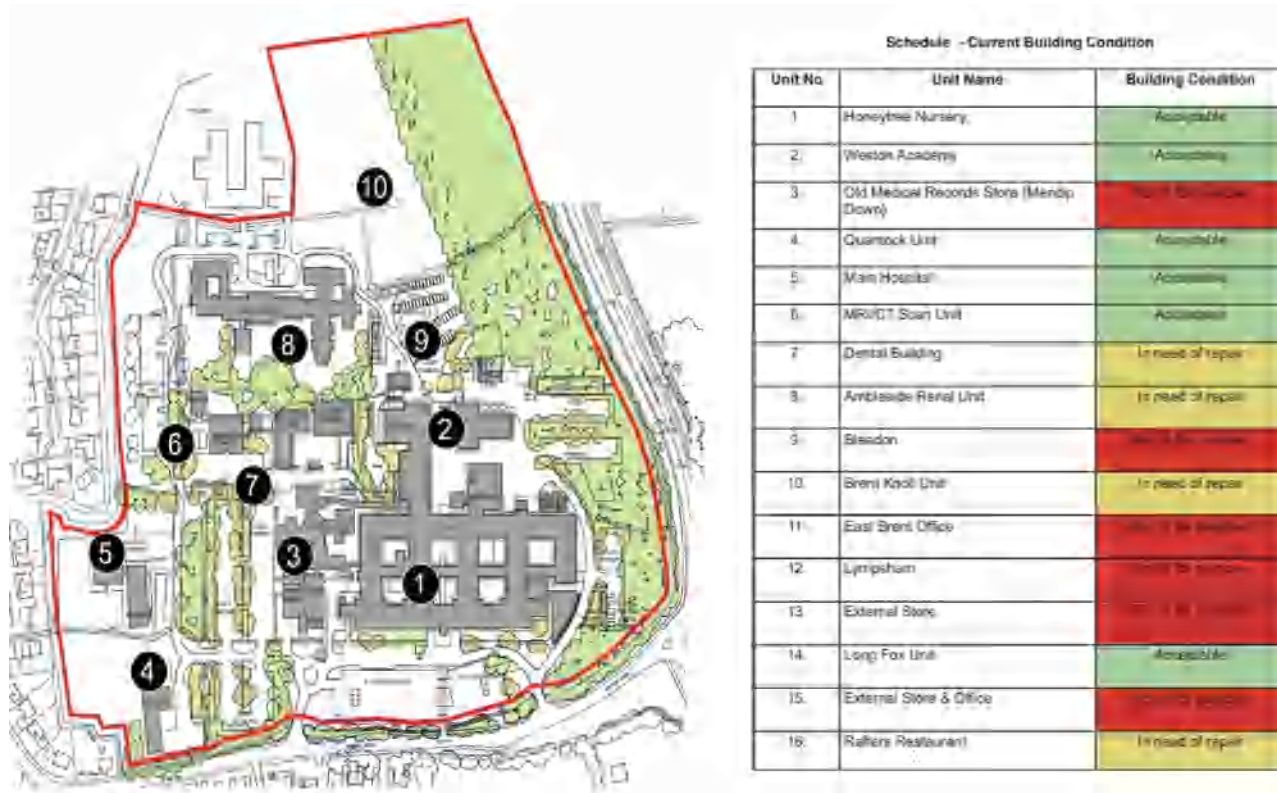 10
8
9
2
6
7
5
3
1
4
Schedule - Current Building Condition
Unit No. Unit Name Building Condition
1. Honeytree Nursery. Acceptable
2. Weston Academy Acceptable
3. Old Medical Records Store (Mendip
Down)
4. Quantock Unit Acceptable
5. Main Hospital Acceptable
6. MRI/CT Scan Unit Acceptable
7. Dental Building In need of repair
8. Ambleside Renal Unit In need of repair
9. Bleadon
10. Brent Knoll Unit In need of repair
11. East Brent Office
12. Lympsham
13. External Store
14. Long Fox Unit Acceptable
15. External Store & Office
16. Rafters Restaurant In need of repair